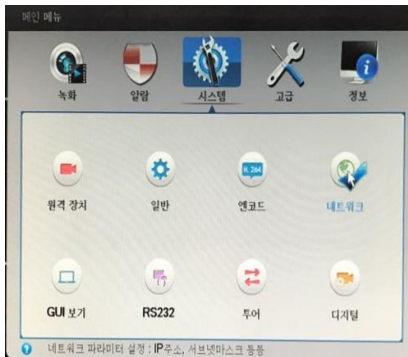 메인 메뉴
녹화 알람 시스템 고급 정보
H.264
원격 장치 일반 엔코드 네트워크
GUI 보기 RS232 투어 디지털
네트워크 파라미터 설정 : IP주소, 서브넷마스크 등등